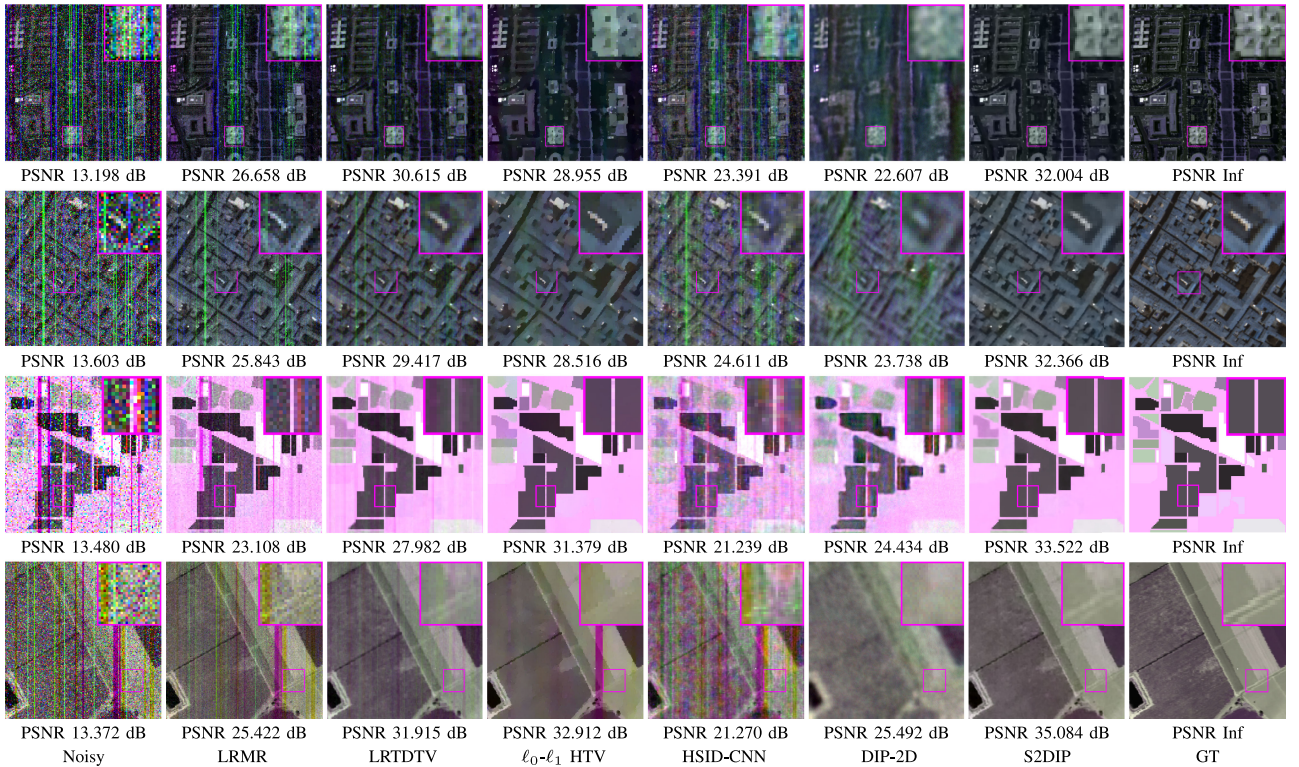 PSNR 13.198 dB PSNR 26.658 dB PSNR 30.615 dB PSNR 28.955 dB PSNR 23.391 dB PSNR 22.607 dB PSNR 32.004 dB PSNR Inf
PSNR 13.603 dB PSNR 25.843 dB PSNR 29.417 dB PSNR 28.516 dB PSNR 24.611 dB PSNR 23.738 dB PSNR 32.366 dB PSNR Inf
PSNR 13.480 dB PSNR 23.108 dB PSNR 27.982 dB PSNR 31.379 dB PSNR 21.239 dB PSNR 24.434 dB PSNR 33.522 dB PSNR Inf
PSNR 13.372 dB PSNR 25.422 dB PSNR 31.915 dB PSNR 32.912 dB PSNR 21.270 dB PSNR 25.492 dB PSNR 35.084 dB PSNR Inf
Noisy LRMR LRTDTV ℓ₀-ℓ₁ HTV HSID-CNN DIP-2D S2DIP GT